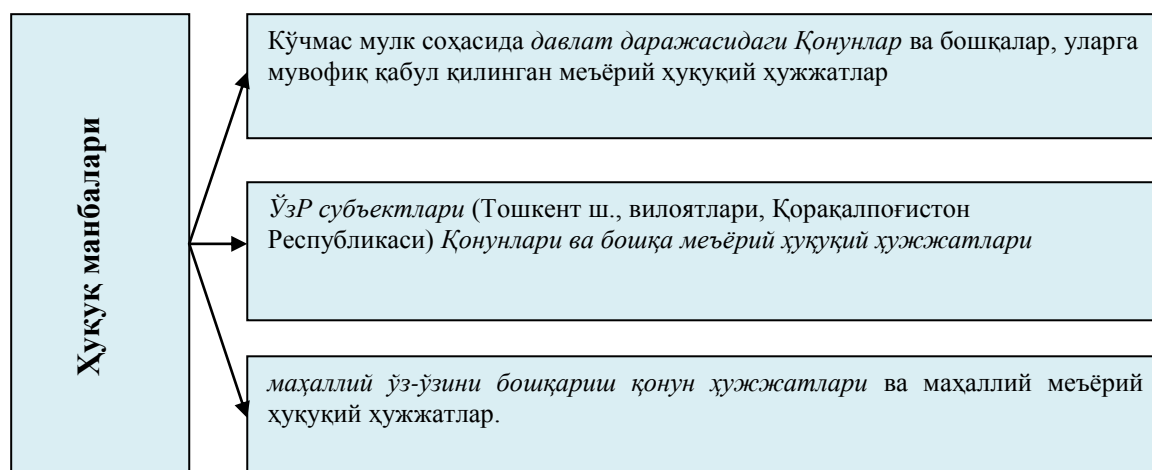 Ҳуқуқ манбалари
Кўчмас мулк соҳасида давлат даражасидаги Қонунлар ва бошқалар, уларга
мувофиқ қабул қилинган меъёрий ҳуқуқий ҳужжатлар
ЎзР субъектлари (Тошкент ш., вилоятлари, Қорақалпоғистон
Республикаси) Қонунлари ва бошқа меъёрий ҳуқуқий ҳужжатлари
маҳаллий ўз-ўзини бошқариш қонун ҳужжатлари ва маҳаллий меъёрий
ҳуқуқий ҳужжатлар.